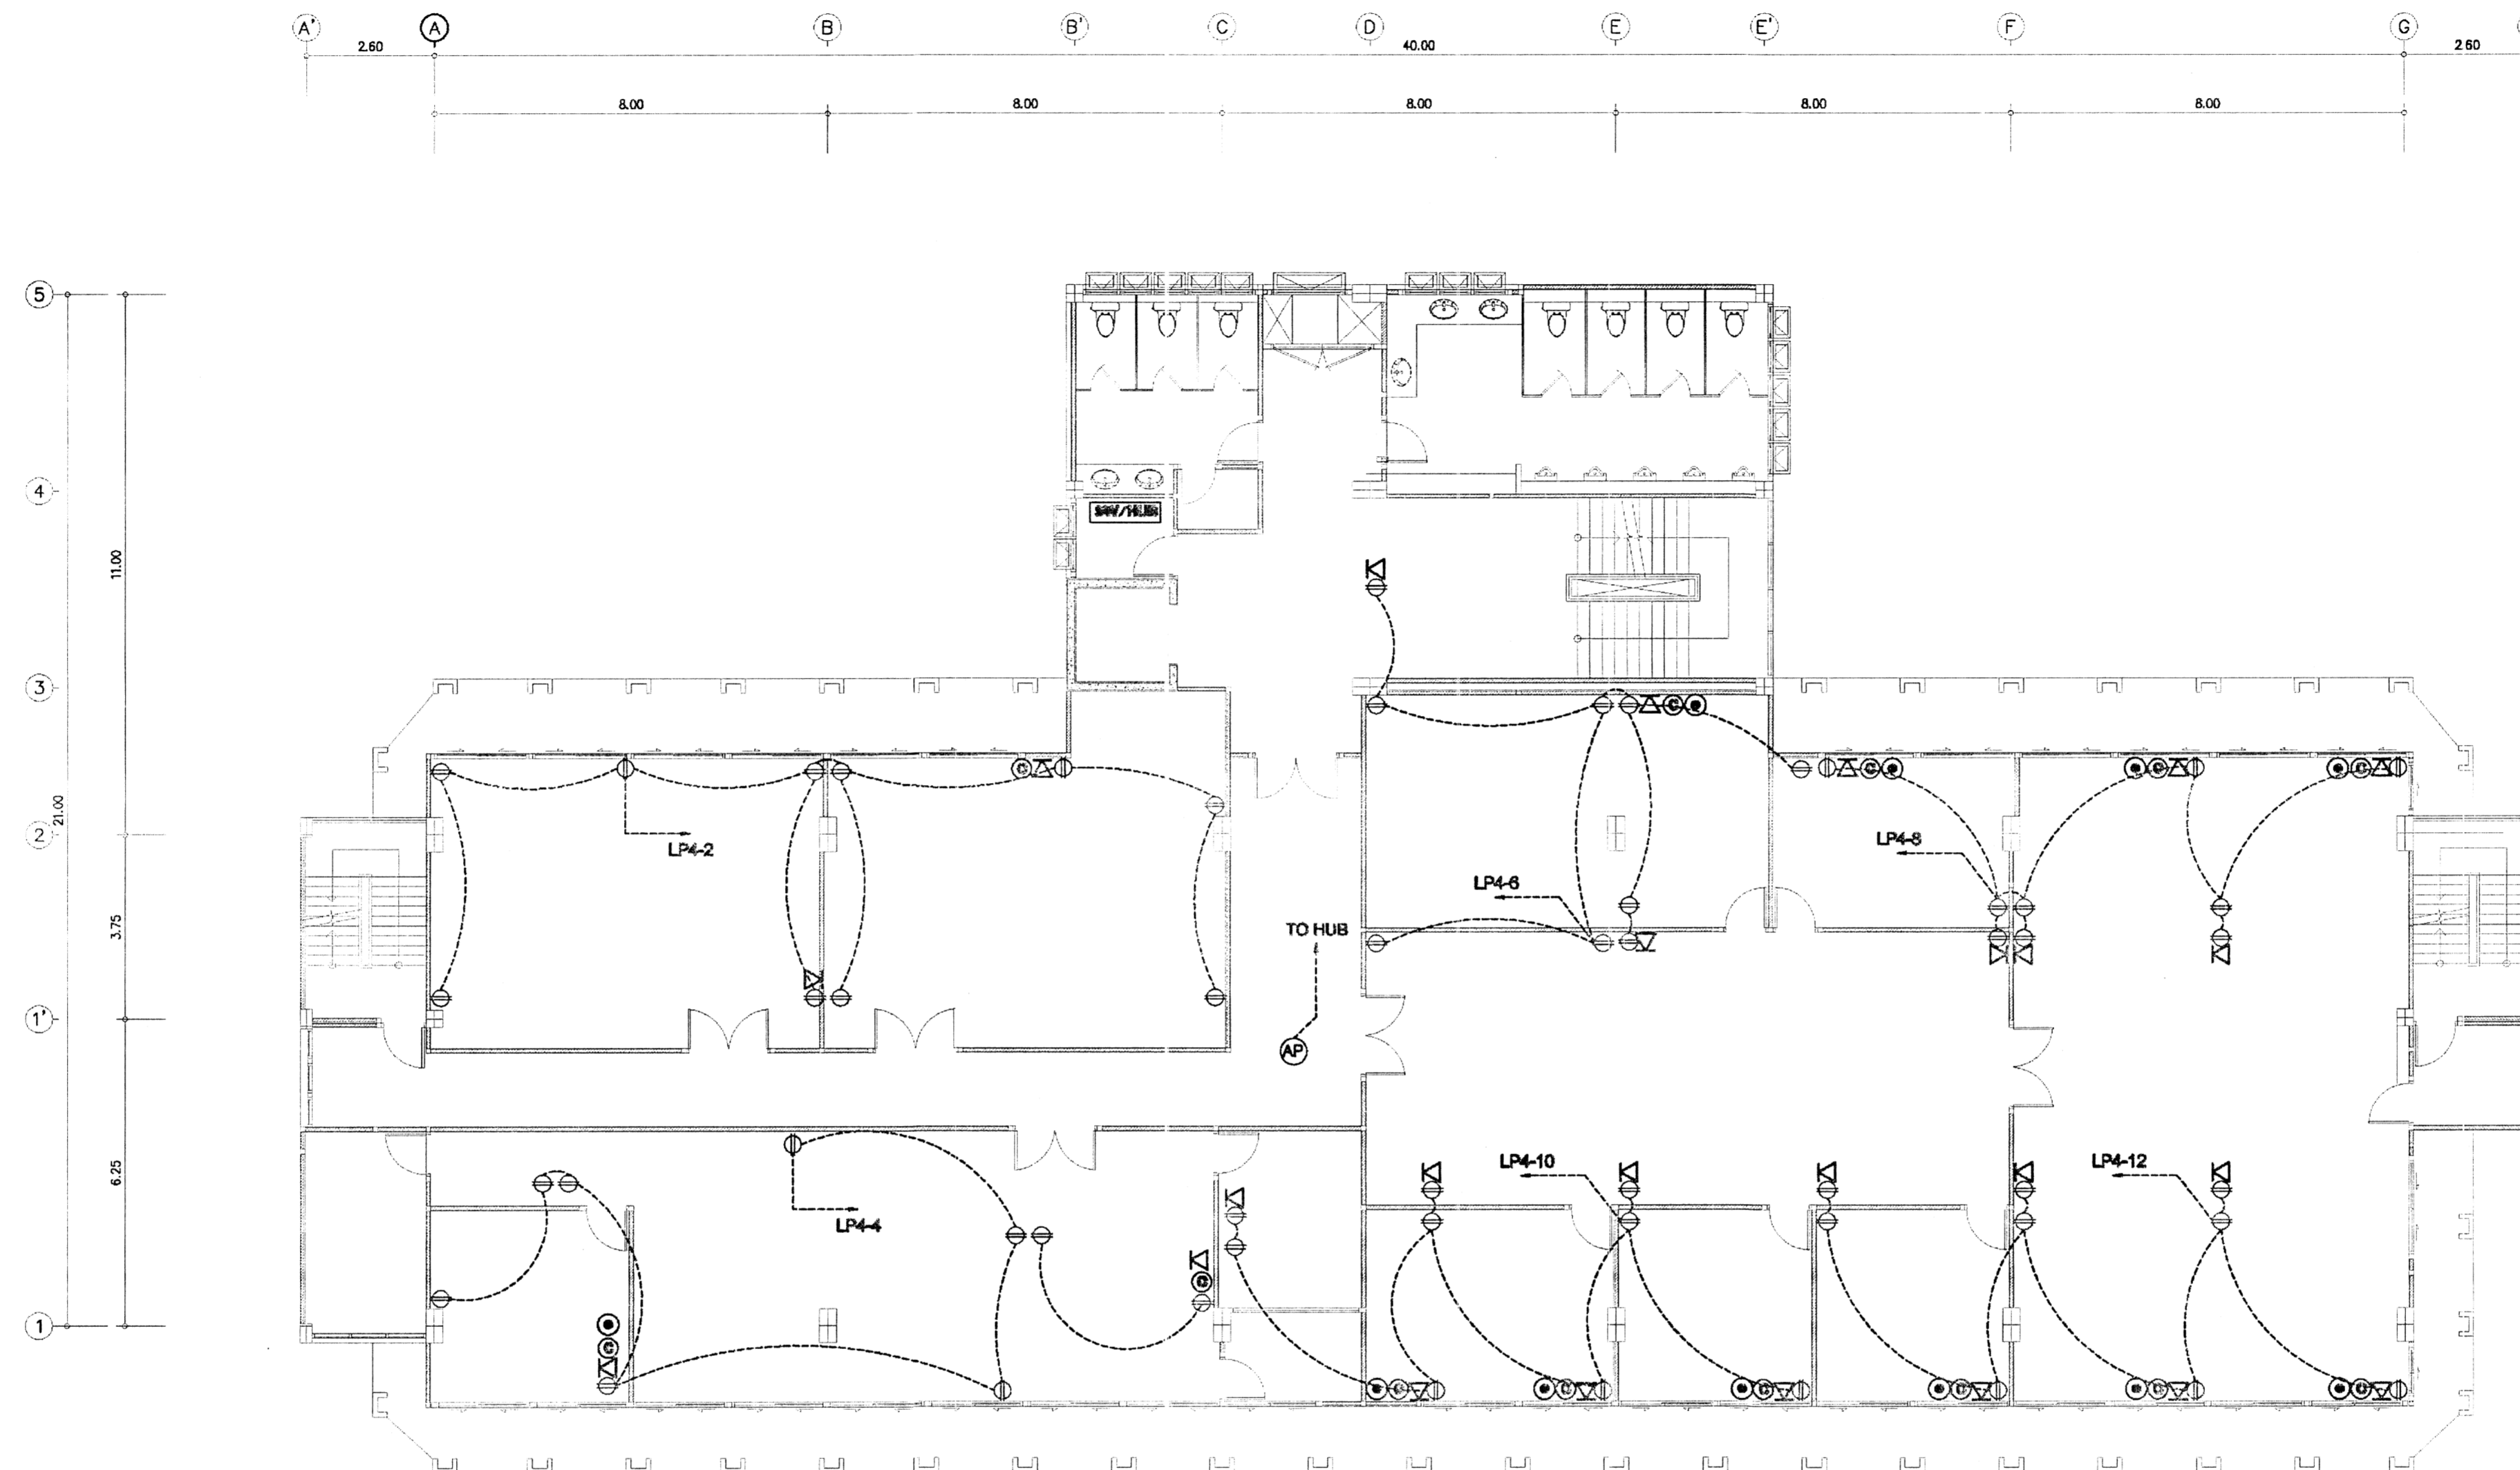 A' A B B' C D E E' F G
2.60 40.00 2 60
8.00 8.00 8.00 8.00 8.00
5
4
SAV/HUB
11.00
3
21.00
2
LP4-2
LP4-8
LP4-6
3.75
TO HUB
1'
AP
LP4-10
LP4-12
6.25
LP4-4
1